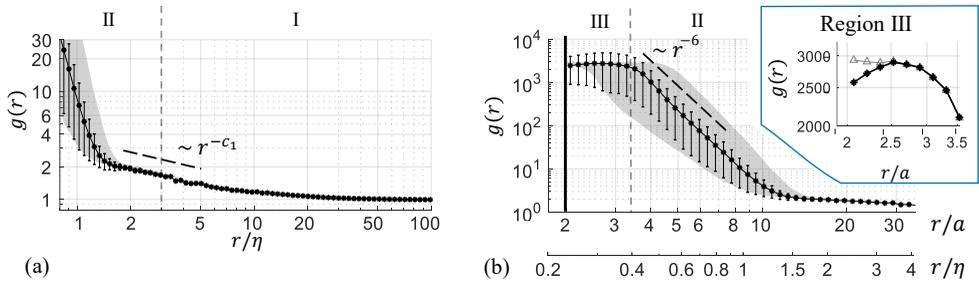 II
I
30
20
10
6
4
2
1
g(r)
~ r^{-c_1}
1
2
5
10
20
50
100
r/η
(a)
III
II
10^4
10^3
10^2
10^1
10^0
g(r)
~ r^{-6}
2
3
4
5
6
8
10
20
30
r/a
0.2
0.4
0.6
0.8
1
1.5
2
3
4
r/η
(b)
Region III
3009
2500
2000
g(r)
2
2.5
3
3.5
r/a